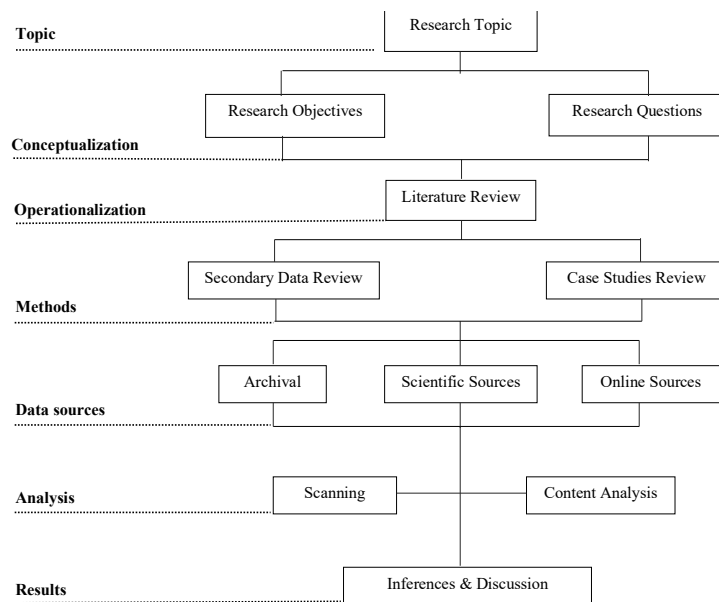 Research Topic
Topic
Research Objectives
Research Questions
Conceptualization
Literature Review
Operationalization
Secondary Data Review
Case Studies Review
Methods
Archival
Scientific Sources
Online Sources
Data sources
Scanning
Content Analysis
Analysis
Inferences & Discussion
Results